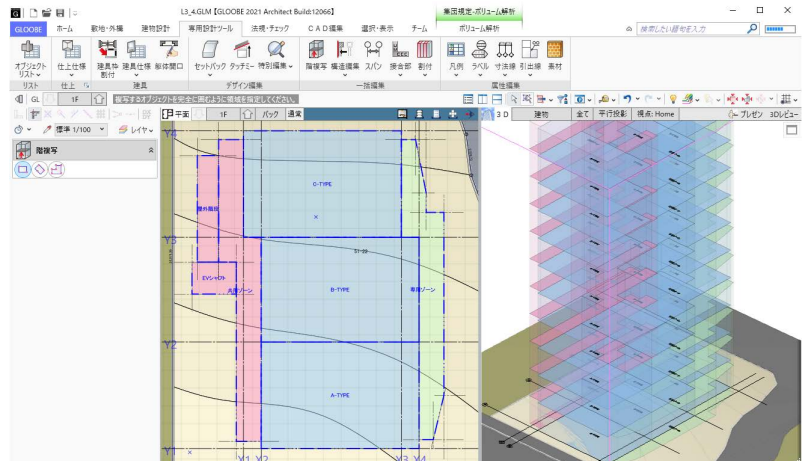 L3_4.GLM【GLOOBE 2021 Architect Build:12066】
集団規定-ボリューム解析
GLOOBE
ホーム
敷地・外構
建物設計
専用設計ツール
法規・チェック
CAD編集
選択・表示
チーム
ボリューム解析
検索したい語句を入力
オブジェクトリスト
仕上仕様
建具枠割付
建具仕様
躯体開口
セットバック
タッチミー
特別編集
階複写
構造編集
スパン
接合部
割付
凡例
ラベル
寸法線
引出線
素材
リスト
仕上
建具
デザイン編集
一括編集
属性編集
GL
1F
複写するオブジェクトを完全に囲むように領域を指定してください。
標準 1/100
レイヤ
平面
1F
バック
通常
3D
建物
全て
平行投影
視点:Home
プレゼン
3Dレビュー
階複写
Y4
C-TYPE
屋外階段
Y3
EVシャフト
共用ゾーン
B-TYPE
専用ゾーン
Y2
A-TYPE
Y1
X1
X2
X3
X4